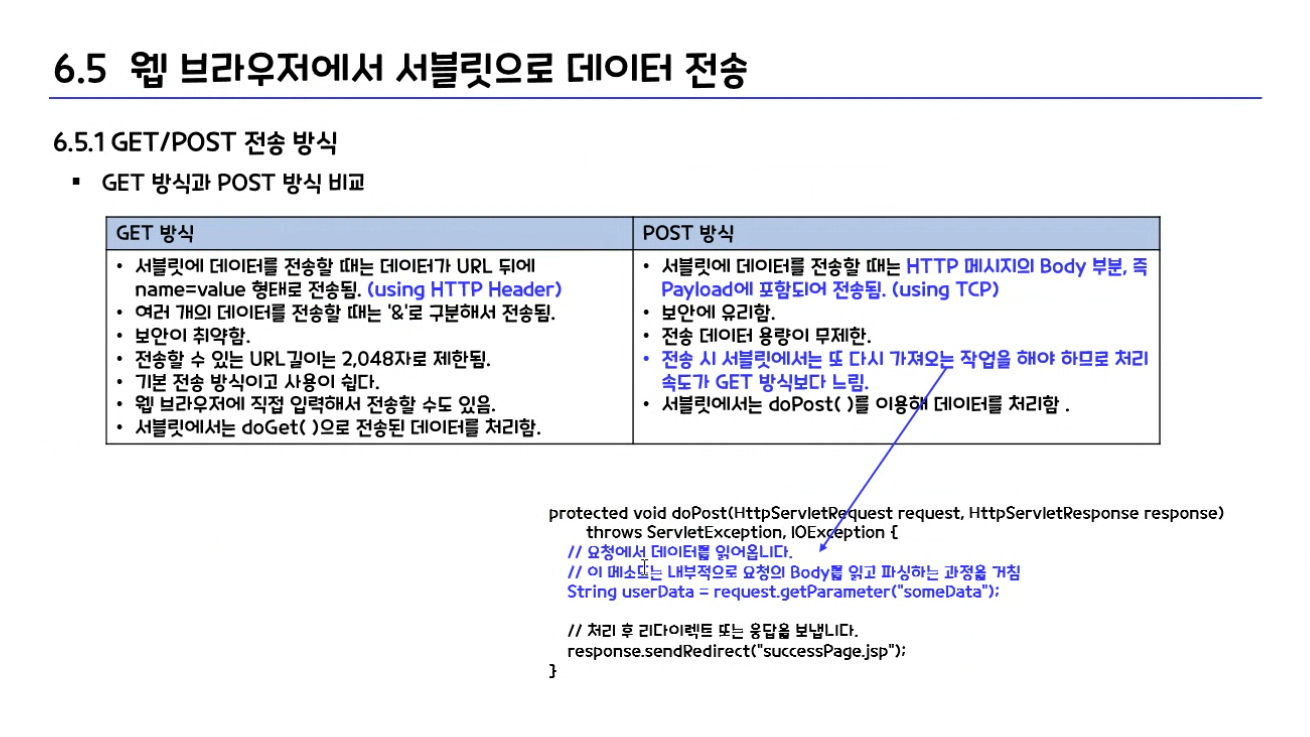 6.5 웹 브라우저에서 서블릿으로 데이터 전송
6.5.1 GET/POST 전송 방식
▪ GET 방식과 POST 방식 비교
GET 방식
• 서블릿에 데이터를 전송할 때는 데이터가 URL 뒤에
name=value 형태로 전송됨. (using HTTP Header)
• 여러 개의 데이터를 전송할 때는 '&'로 구분해서 전송됨.
• 보안이 취약함.
• 전송할 수 있는 URL길이는 2,048자로 제한됨.
• 기본 전송 방식이고 사용이 쉽다.
• 웹 브라우저에 직접 입력해서 전송할 수도 있음.
• 서블릿에서는 doGet( )으로 전송된 데이터를 처리함.
POST 방식
• 서블릿에 데이터를 전송할 때는 HTTP 메시지의 Body 부분, 즉
Payload에 포함되어 전송됨. (using TCP)
• 보안에 유리함.
• 전송 데이터 용량이 무제한.
• 전송 시 서블릿에서는 또 다시 가져오는 작업을 해야 하므로 처리
속도가 GET 방식보다 느림.
• 서블릿에서는 doPost( )를 이용해 데이터를 처리함 .
protected void doPost(HttpServletRequest request, HttpServletResponse response)
throws ServletException, IOException {
// 요청에서 데이터를 읽어옵니다.
// 이 메소드는 내부적으로 요청의 Body를 읽고 파싱하는 과정을 거침
String userData = request.getParameter("someData");
// 처리 후 리다이렉트 또는 응답을 보냅니다.
response.sendRedirect("successPage.jsp");
}